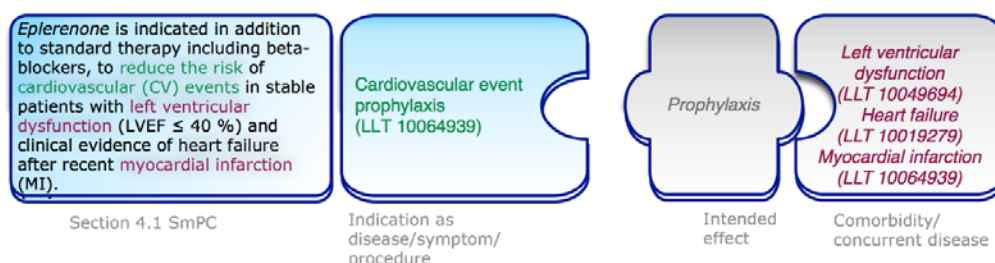 Eplerenone is indicated in addition
to standard therapy including beta-
blockers, to reduce the risk of
cardiovascular (CV) events in stable
patients with left ventricular
dysfunction (LVEF ≤ 40 %) and
clinical evidence of heart failure
after recent myocardial infarction
(MI).
Section 4.1 SmPC
Cardiovascular event
prophylaxis
(LLT 10064939)
Indication as
disease/symptom/
procedure
Prophylaxis
Intended
effect
Left ventricular
dysfunction
(LLT 10049694)
Heart failure
(LLT 10019279)
Myocardial infarction
(LLT 10064939)
Comorbidity/
concurrent disease